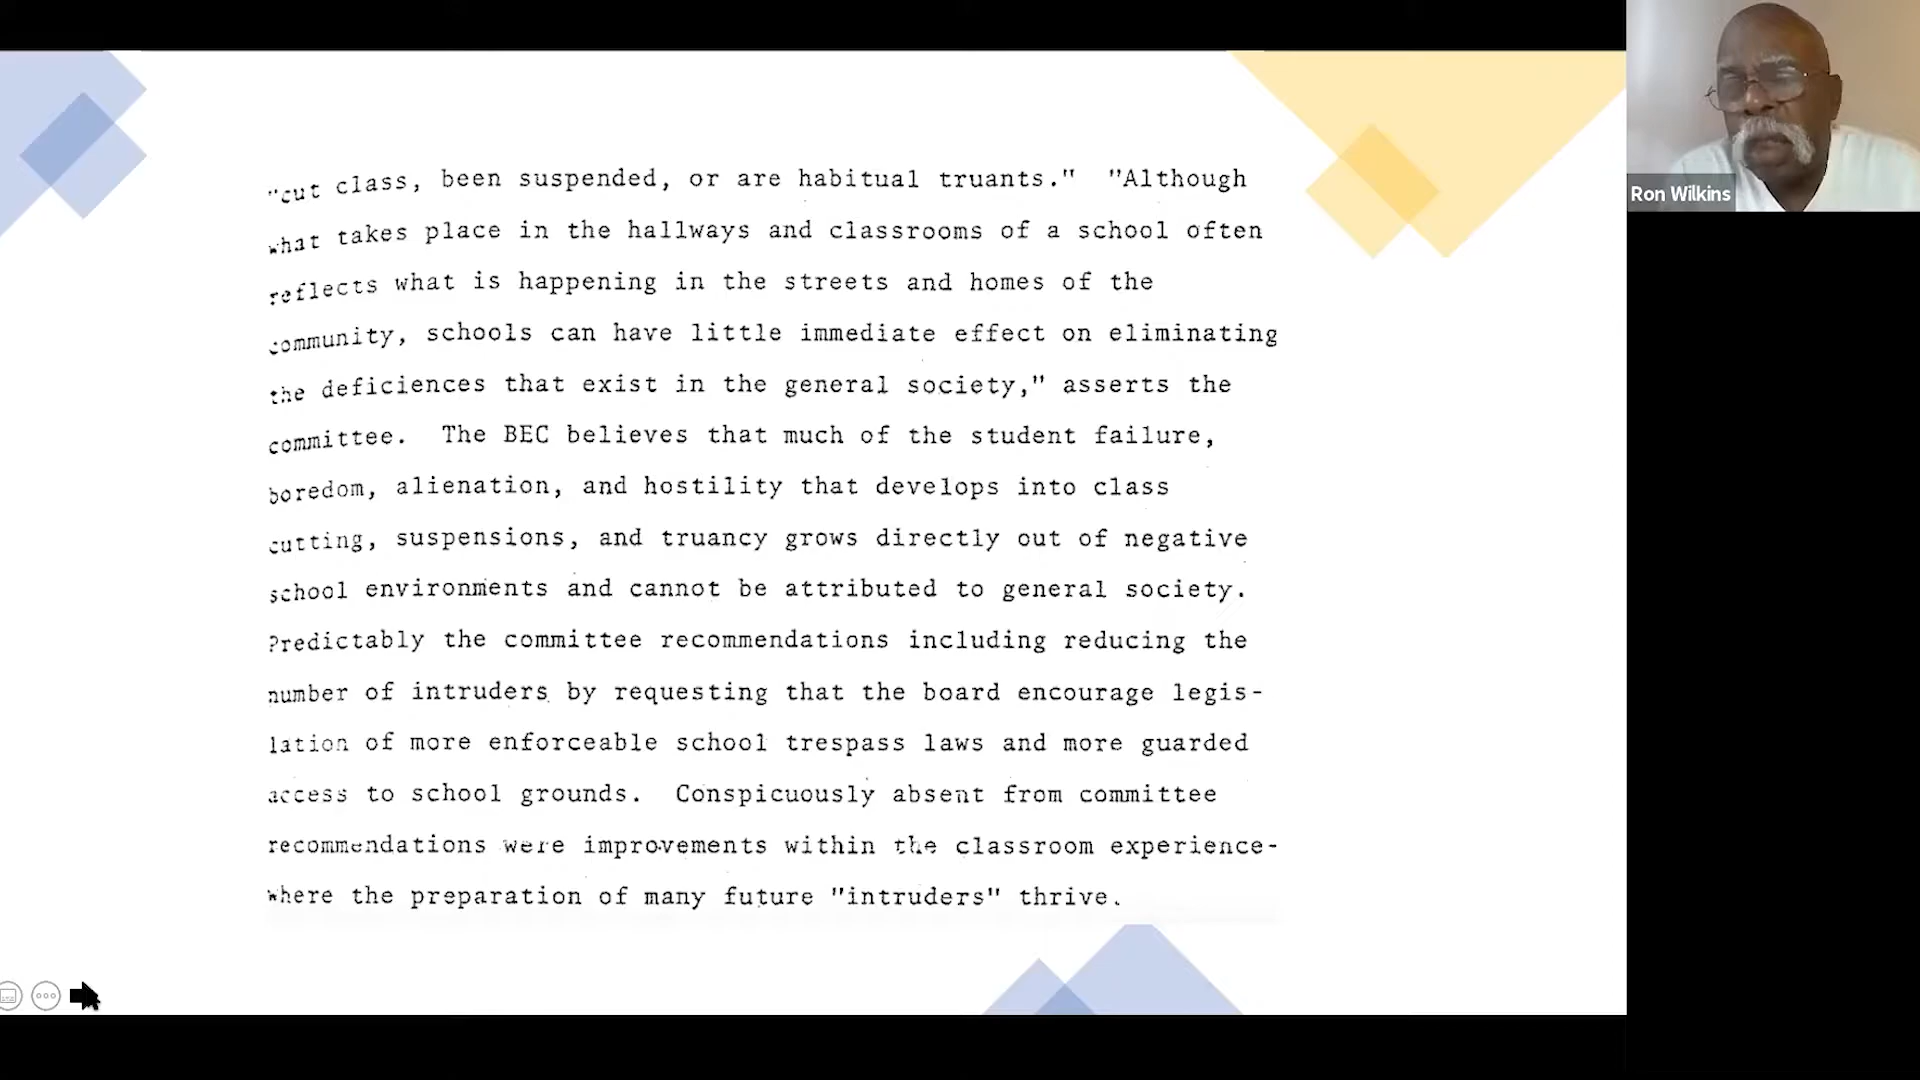 "cut class, been suspended, or are habitual truants." "Although
what takes place in the hallways and classrooms of a school often
reflects what is happening in the streets and homes of the
community, schools can have little immediate effect on eliminating
the deficiences that exist in the general society," asserts the
committee. The BEC believes that much of the student failure,
boredom, alienation, and hostility that develops into class
cutting, suspensions, and truancy grows directly out of negative
school environments and cannot be attributed to general society.
Predictably the committee recommendations including reducing the
number of intruders by requesting that the board encourage legis-
lation of more enforceable school trespass laws and more guarded
access to school grounds. Conspicuously absent from committee
recommendations were improvements within the classroom experience-
where the preparation of many future "intruders" thrive.
Ron Wilkins